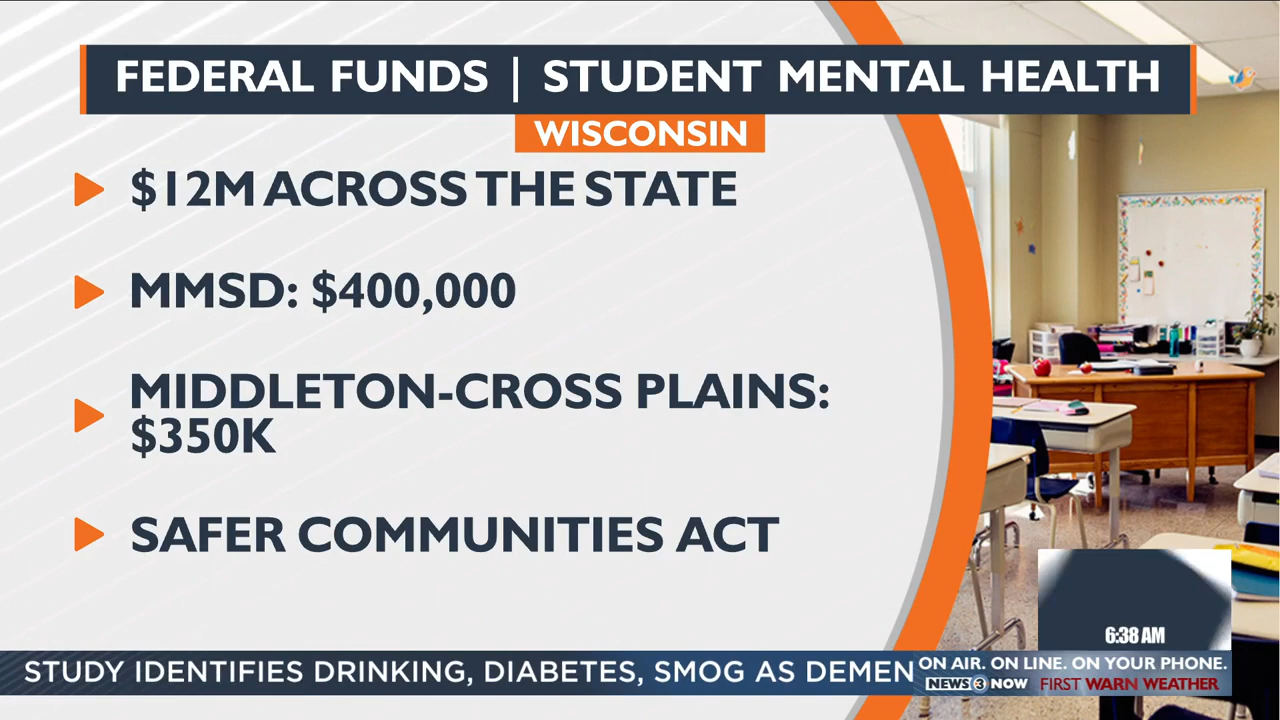 FEDERAL FUNDS | STUDENT MENTAL HEALTH
WISCONSIN
$12M ACROSS THE STATE
MMSD: $400,000
MIDDLETON-CROSS PLAINS:
$350K
SAFER COMMUNITIES ACT
6:38 AM
STUDY IDENTIFIES DRINKING, DIABETES, SMOG AS DEMEN
ON AIR. ON LINE. ON YOUR PHONE.
NEWS 3 NOW FIRST WARN WEATHER